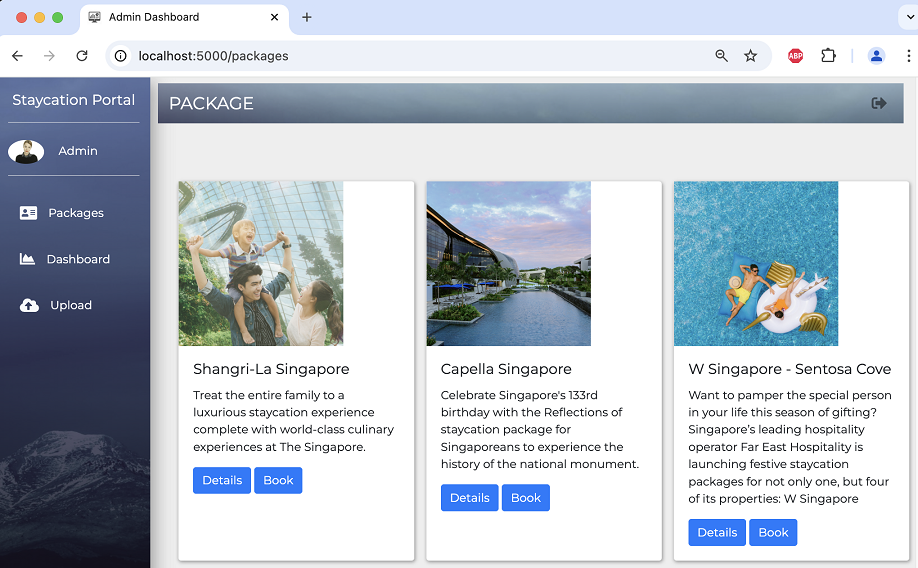 Admin Dashboard
localhost:5000/packages
ABP
Staycation Portal
PACKAGE
Admin
Packages
Dashboard
Upload
Shangri-La Singapore
Treat the entire family to a
luxurious staycation experience
complete with world-class culinary
experiences at The Singapore.
Details Book
Capella Singapore
Celebrate Singapore's 133rd
birthday with the Reflections of
staycation package for
Singaporeans to experience the
history of the national monument.
Details Book
W Singapore - Sentosa Cove
Want to pamper the special person
in your life this season of gifting?
Singapore’s leading hospitality
operator Far East Hospitality is
launching festive staycation
packages for not only one, but four
of its properties: W Singapore
Details Book